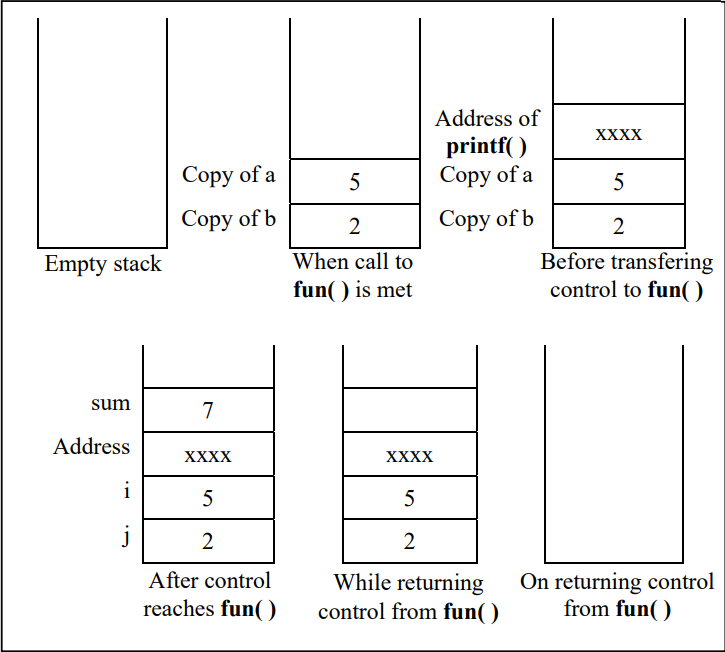 Address of
printf( )
xxxx
Copy of a
5
Copy of a
5
Copy of b
2
Copy of b
2
Empty stack
When call to
fun( ) is met
Before transfering
control to fun( )
sum
7
Address
xxxx
xxxx
i
5
5
j
2
2
After control
reaches fun( )
While returning
control from fun( )
On returning control
from fun( )